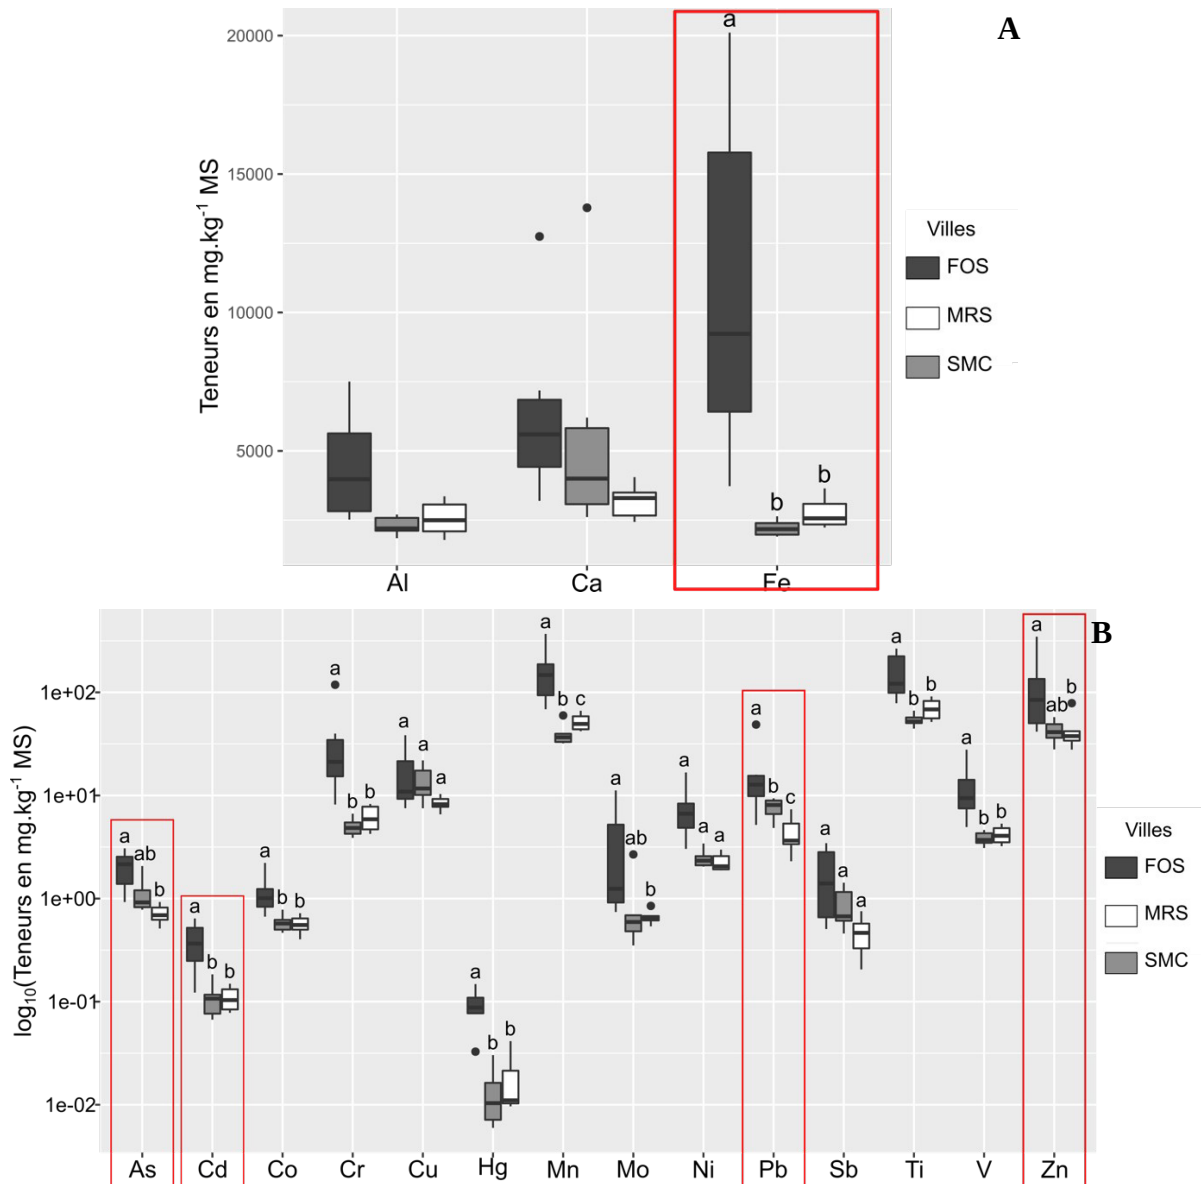 A
a
20000
15000
10000
5000
Teneurs en mg.kg⁻¹ MS
b
b
Al
Ca
Fe
Villes
FOS
MRS
SMC
B
1e+02
1e+01
1e+00
1e-01
1e-02
log₁₀(Teneurs en mg.kg⁻¹ MS)
a ab b
a b b
a b b
a b b
a a a
a b b
a b c
a ab b
a a a
a b c
a a a
a b b
a b b
a ab b
As Cd Co Cr Cu Hg Mn Mo Ni Pb Sb Ti V Zn
Villes
FOS
MRS
SMC